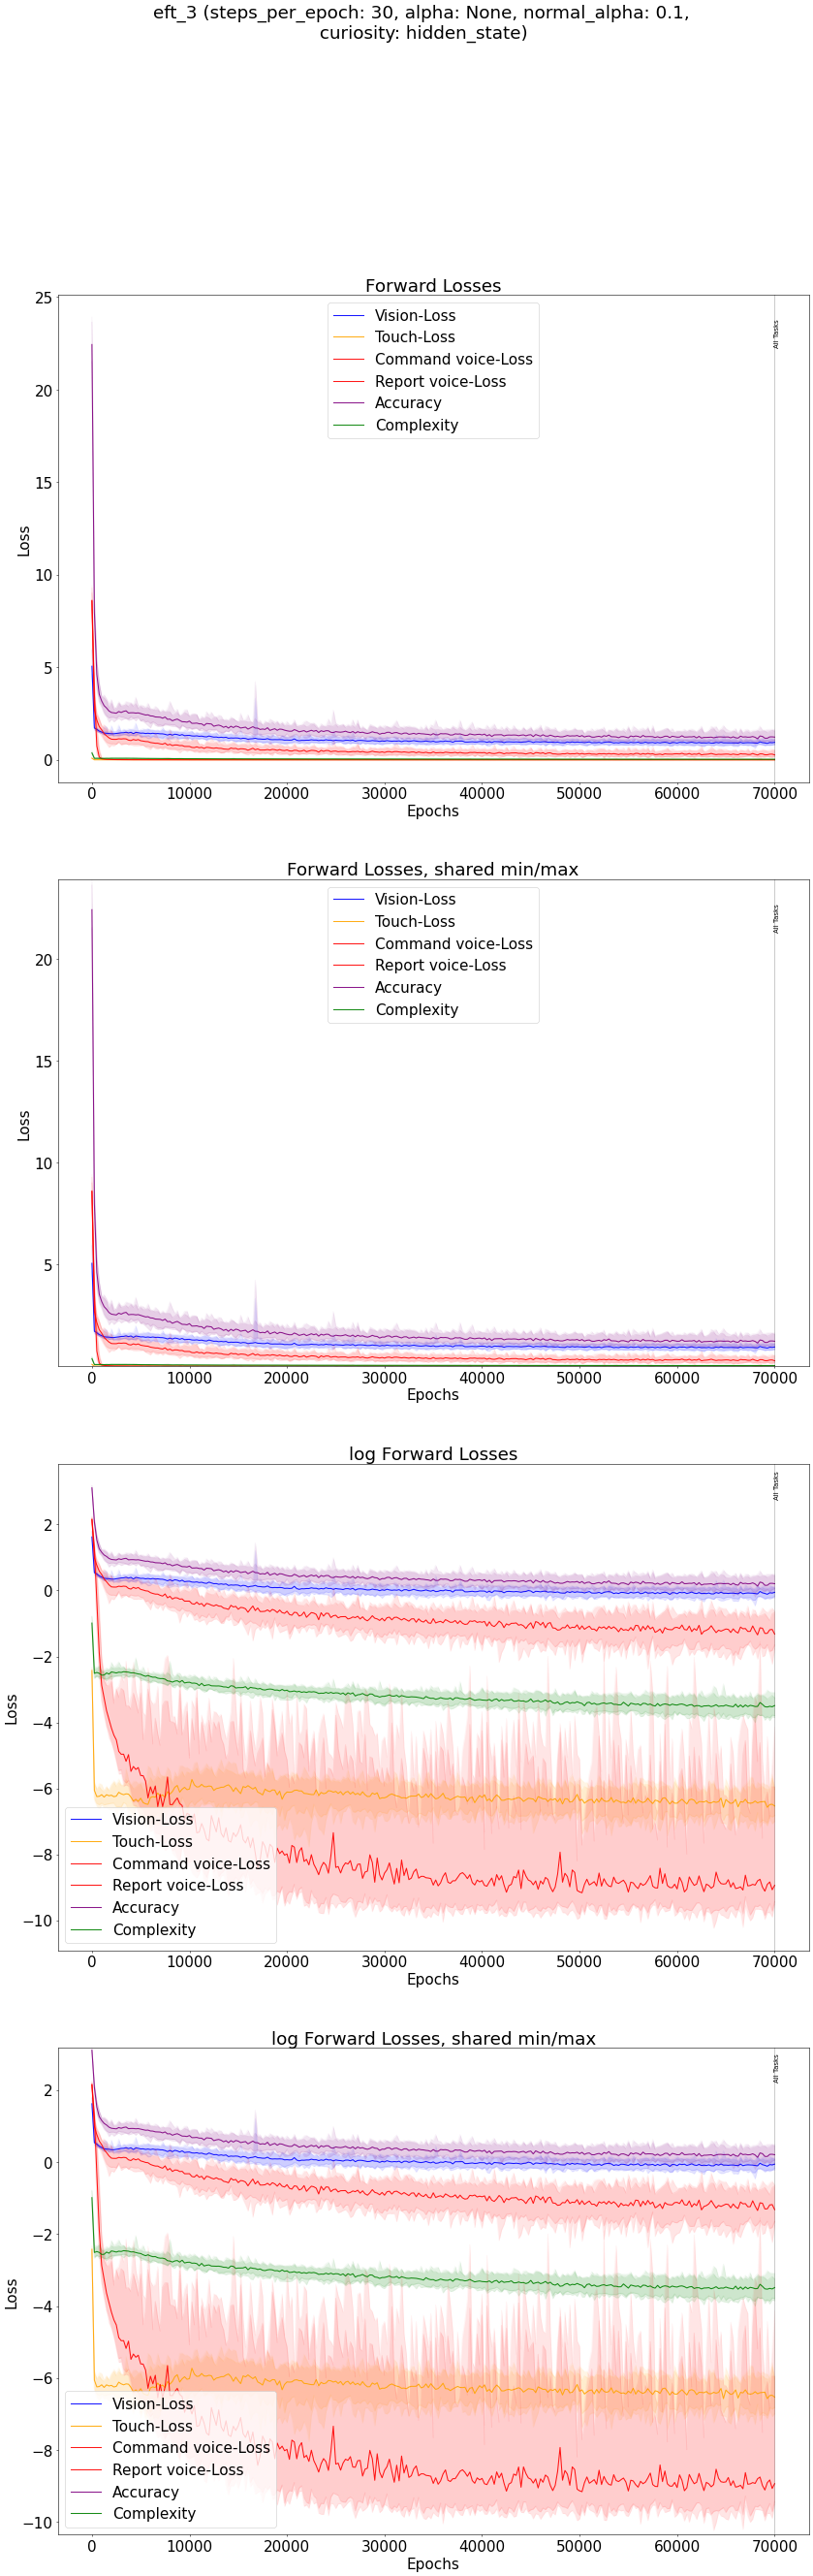 eft_3 (steps_per_epoch: 30, alpha: None, normal_alpha: 0.1,
curiosity: hidden_state)
Forward Losses
25
20
15
10
5
0
Loss
Vision-Loss
Touch-Loss
Command voice-Loss
Report voice-Loss
Accuracy
Complexity
All Tasks
0 10000 20000 30000 40000 50000 60000 70000
Epochs
Forward Losses, shared min/max
20
15
10
5
Loss
Vision-Loss
Touch-Loss
Command voice-Loss
Report voice-Loss
Accuracy
Complexity
All Tasks
0 10000 20000 30000 40000 50000 60000 70000
Epochs
log Forward Losses
2
0
−2
−4
−6
−8
−10
Loss
All Tasks
Vision-Loss
Touch-Loss
Command voice-Loss
Report voice-Loss
Accuracy
Complexity
0 10000 20000 30000 40000 50000 60000 70000
Epochs
log Forward Losses, shared min/max
2
0
−2
−4
−6
−8
−10
Loss
All Tasks
Vision-Loss
Touch-Loss
Command voice-Loss
Report voice-Loss
Accuracy
Complexity
0 10000 20000 30000 40000 50000 60000 70000
Epochs